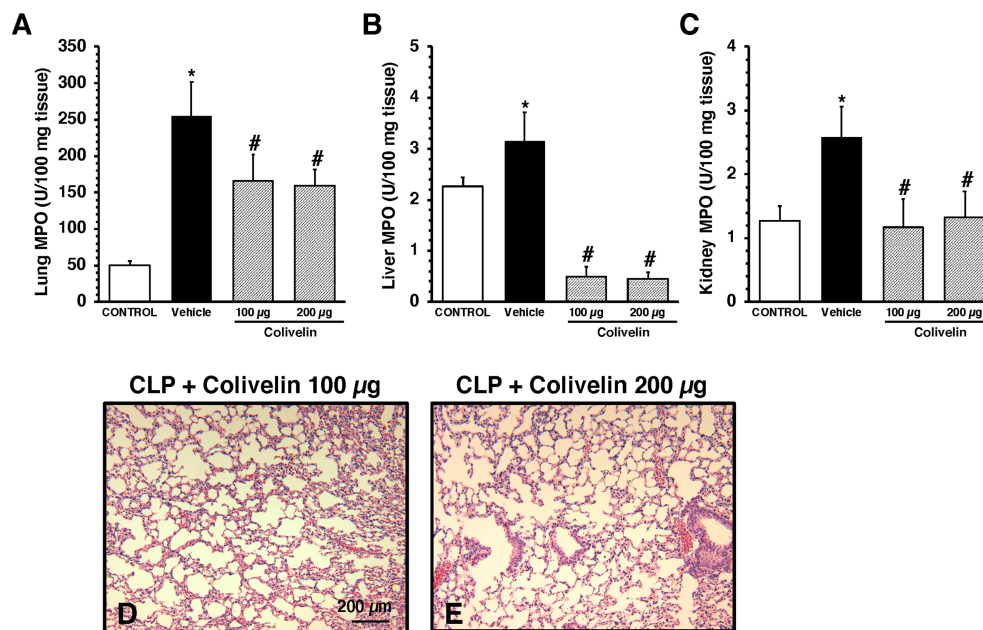 A
Lung MPO (U/100 mg tissue)
350
300
250
200
150
100
50
0
*
#
#
CONTROL Vehicle 100 µg 200 µg
Colivelin
B
Liver MPO (U/100 mg tissue)
5
4
3
2
1
0
*
#
#
CONTROL Vehicle 100 µg 200 µg
Colivelin
C
Kidney MPO (U/100 mg tissue)
4
3
2
1
0
*
#
#
CONTROL Vehicle 100 µg 200 µg
Colivelin
CLP + Colivelin 100 µg
D
200 µm
CLP + Colivelin 200 µg
E